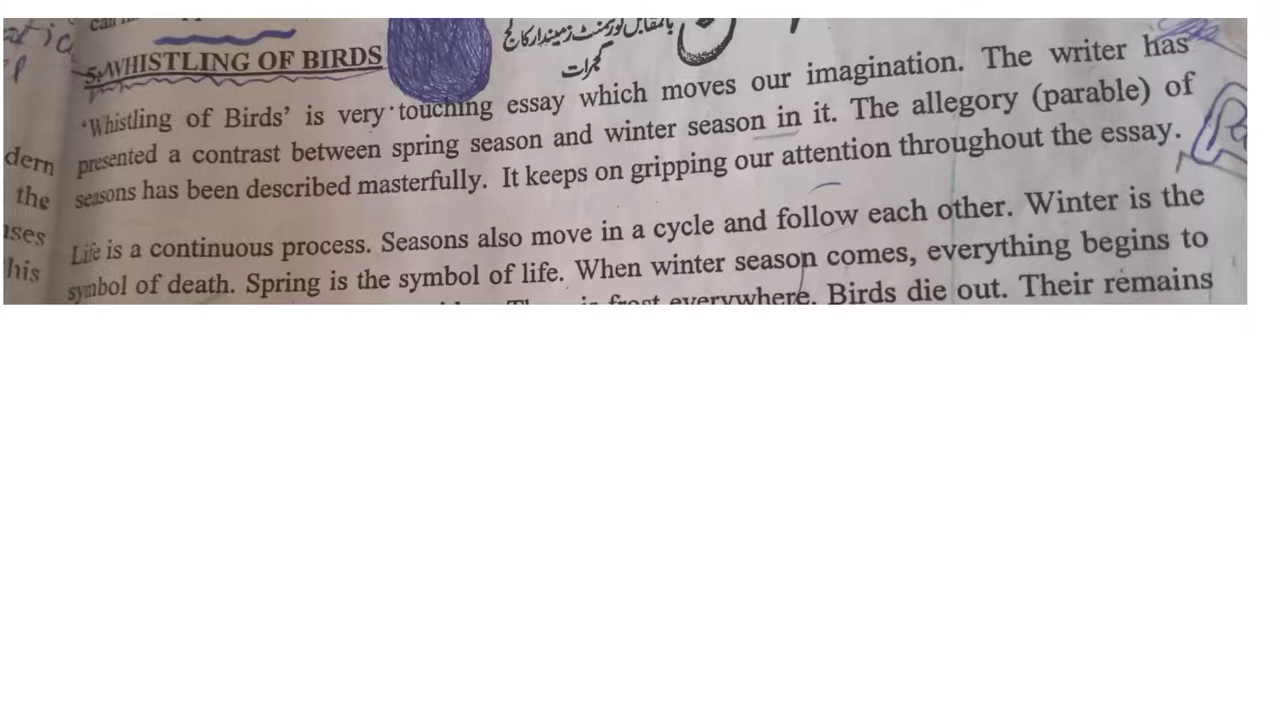 بالمقابل گورنمنٹ زمیندار کالج
گجرات
5. WHISTLING OF BIRDS
'Whistling of Birds' is very touching essay which moves our imagination. The writer has
presented a contrast between spring season and winter season in it. The allegory (parable) of
seasons has been described masterfully. It keeps on gripping our attention throughout the essay.
Life is a continuous process. Seasons also move in a cycle and follow each other. Winter is the
symbol of death. Spring is the symbol of life. When winter season comes, everything begins to
is frost everywhere. Birds die out. Their remains
dern
the
his